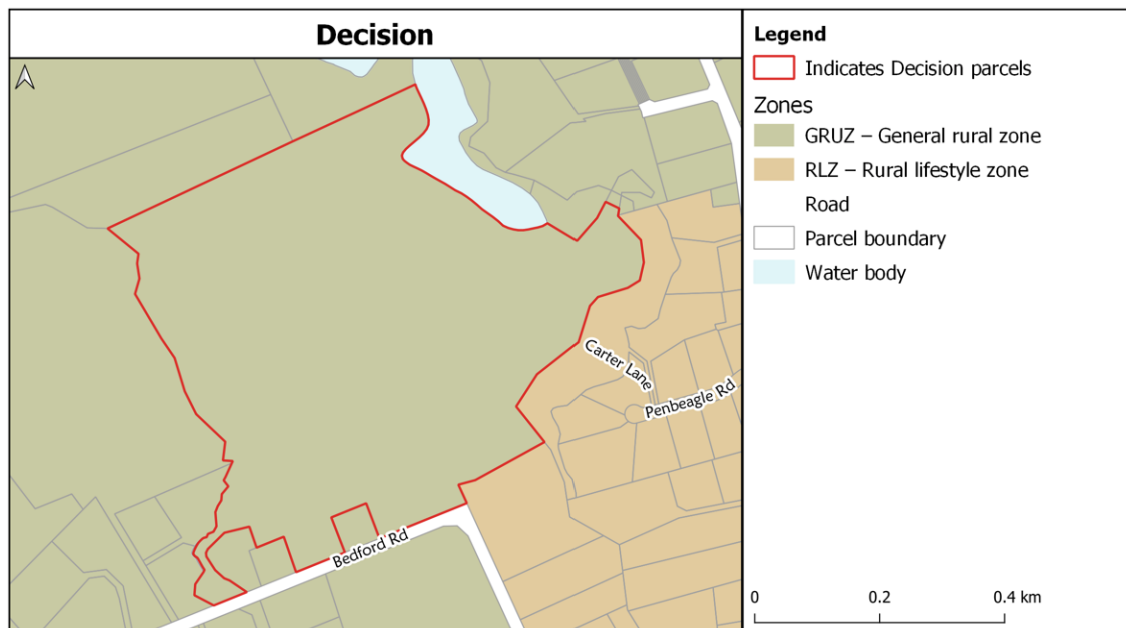 Decision
Carter Lane
Penbeagle Rd
Bedford Rd
Legend
Indicates Decision parcels
Zones
GRUZ – General rural zone
RLZ – Rural lifestyle zone
Road
Parcel boundary
Water body
0 0.2 0.4 km